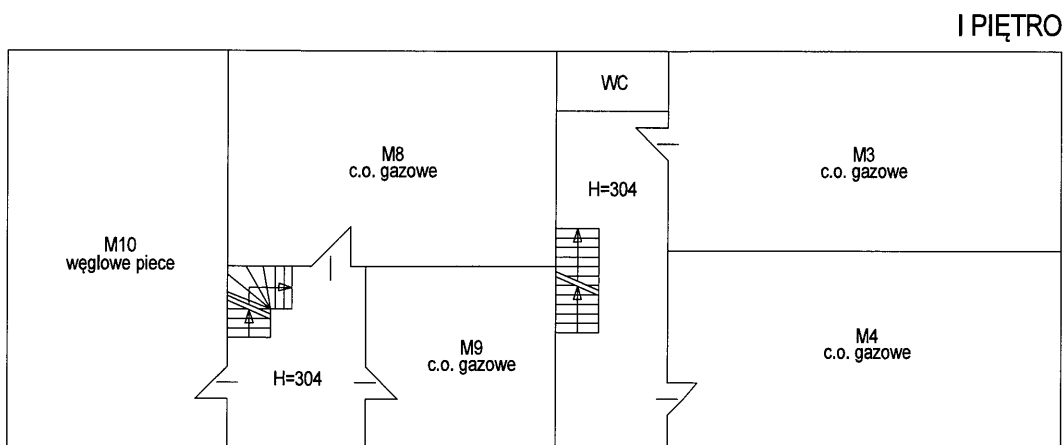 I PIĘTRO
WC
M8
c.o. gazowe
M3
c.o. gazowe
H=304
M10
węglowe piece
M9
c.o. gazowe
M4
c.o. gazowe
H=304